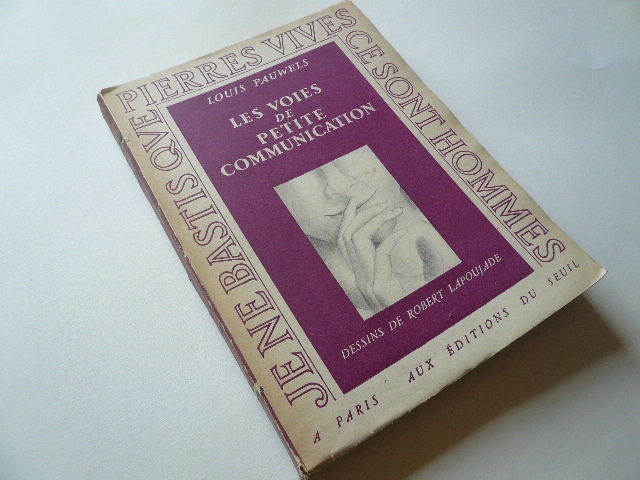 JE NE BASTIS QUE
PIERRES VIVES
CE SONT HOMMES
LOUIS PAUWELS
LES VOIES
DE
PETITE
COMMUNICATION
DESSINS DE ROBERT LAPOUJADE
A PARIS AUX ÉDITIONS DU SEUIL